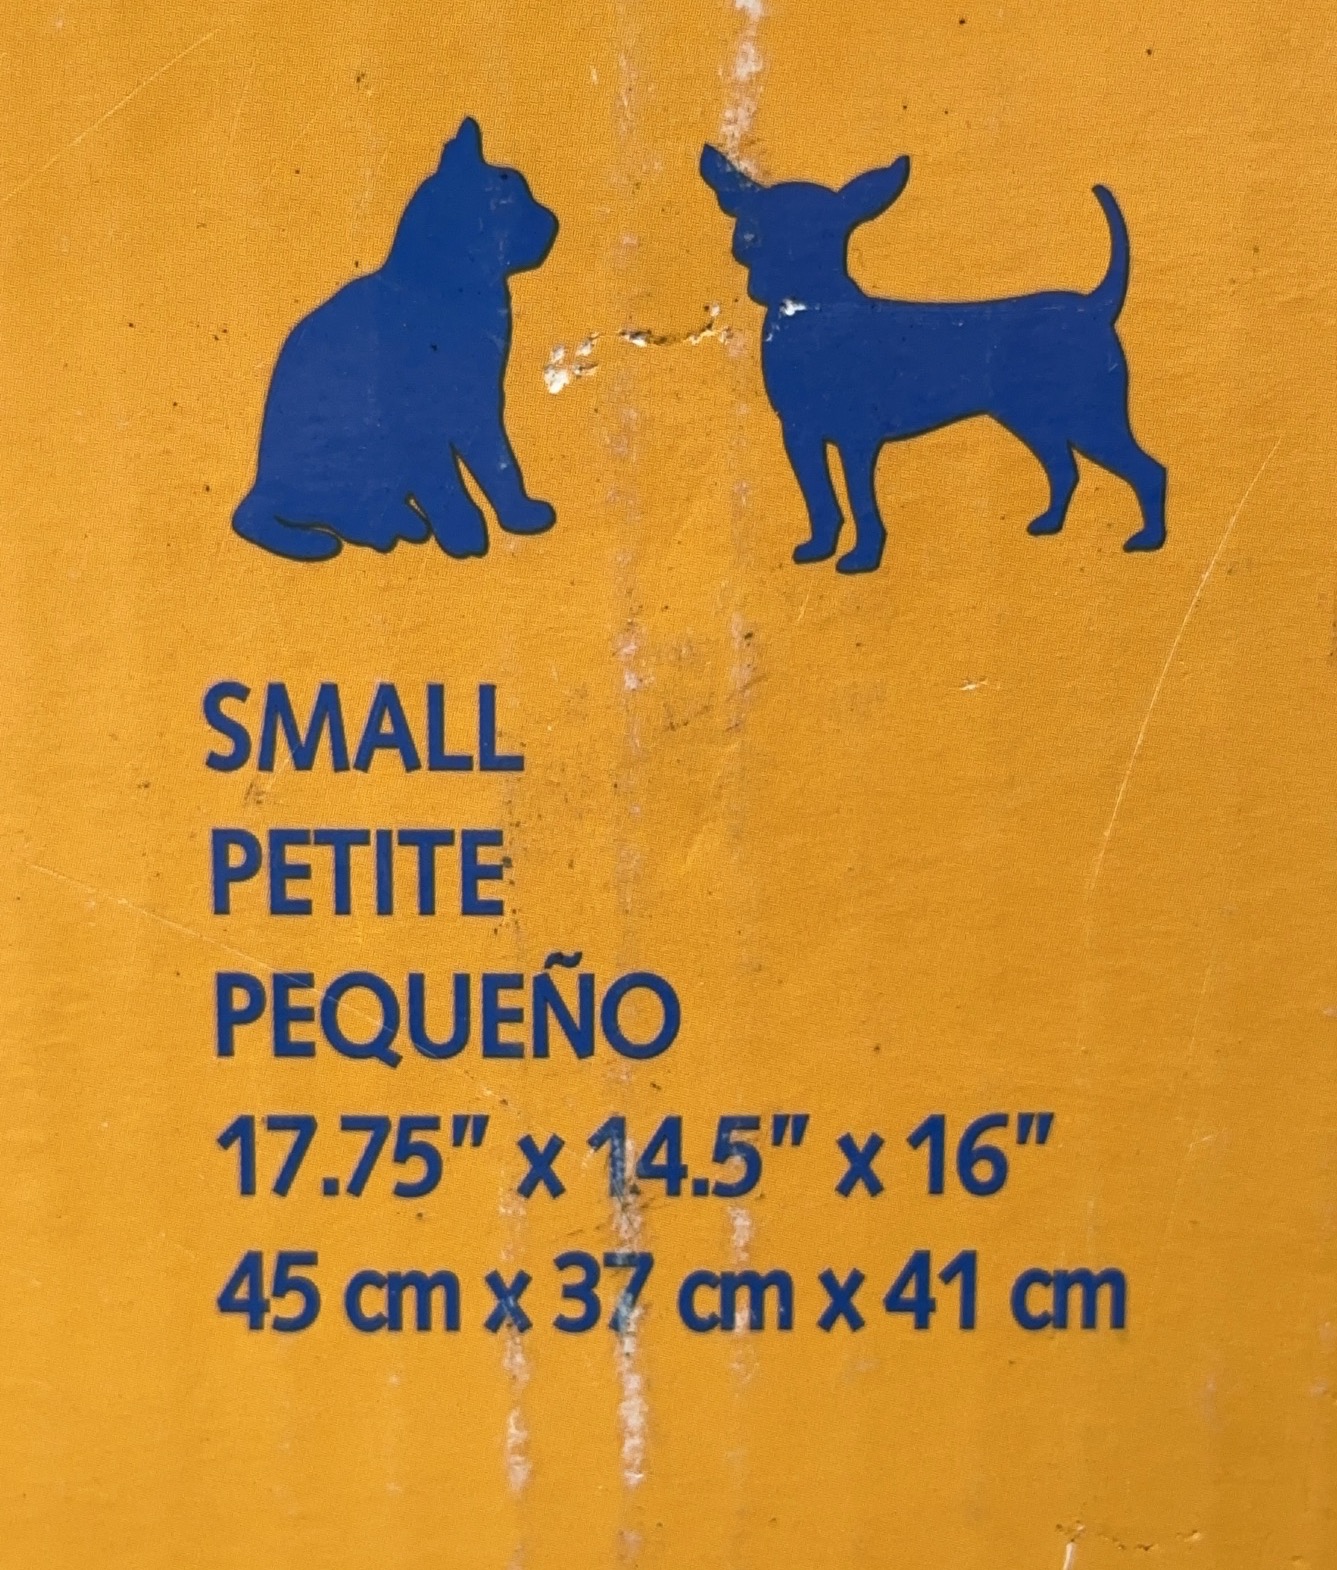 SMALL
PETITE
PEQUEÑO
17.75" x 14.5" x 16"
45 cm x 37 cm x 41 cm